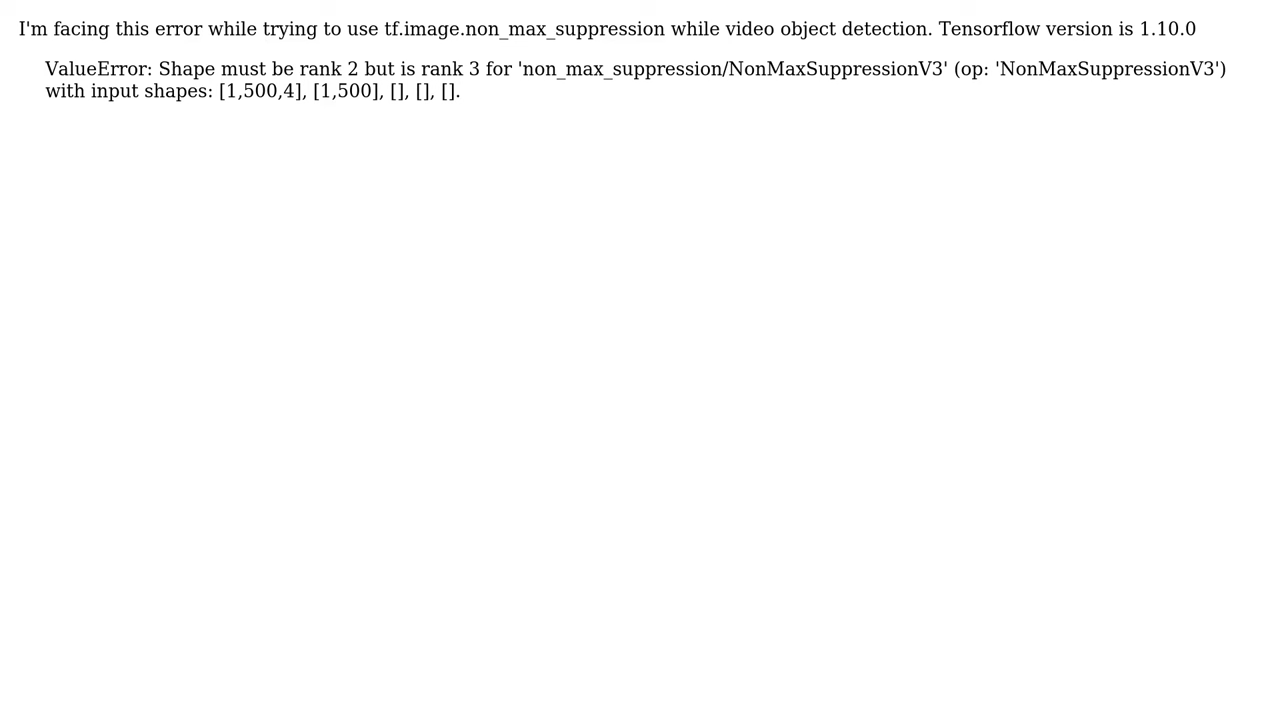 I'm facing this error while trying to use tf.image.non_max_suppression while video object detection. Tensorflow version is 1.10.0
ValueError: Shape must be rank 2 but is rank 3 for 'non_max_suppression/NonMaxSuppressionV3' (op: 'NonMaxSuppressionV3')
with input shapes: [1,500,4], [1,500], [], [], [].